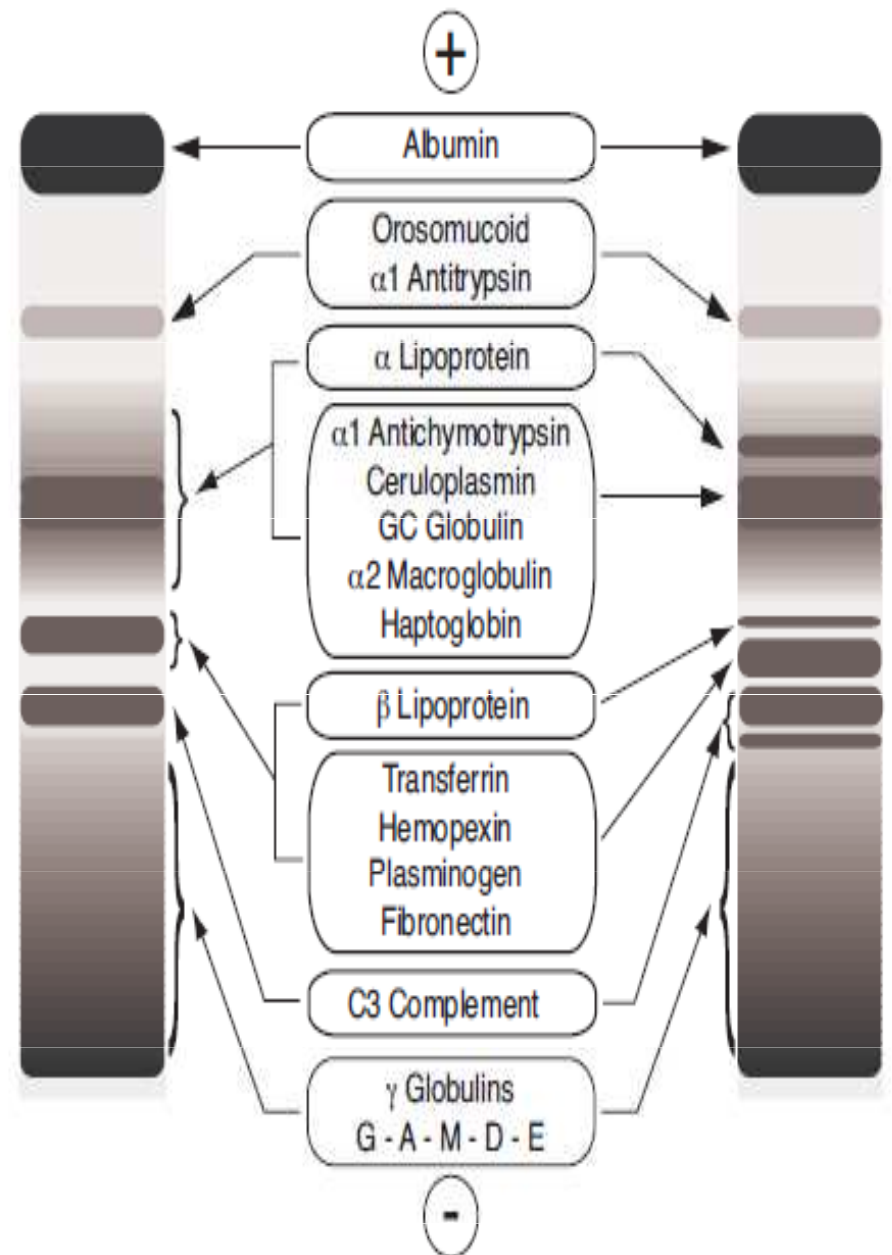 +
Albumin
Orosomucoid
α1 Antitrypsin
α Lipoprotein
α1 Antichymotrypsin
Ceruloplasmin
GC Globulin
α2 Macroglobulin
Haptoglobin
β Lipoprotein
Transferrin
Hemopexin
Plasminogen
Fibronectin
C3 Complement
γ Globulins
G - A - M - D - E
-